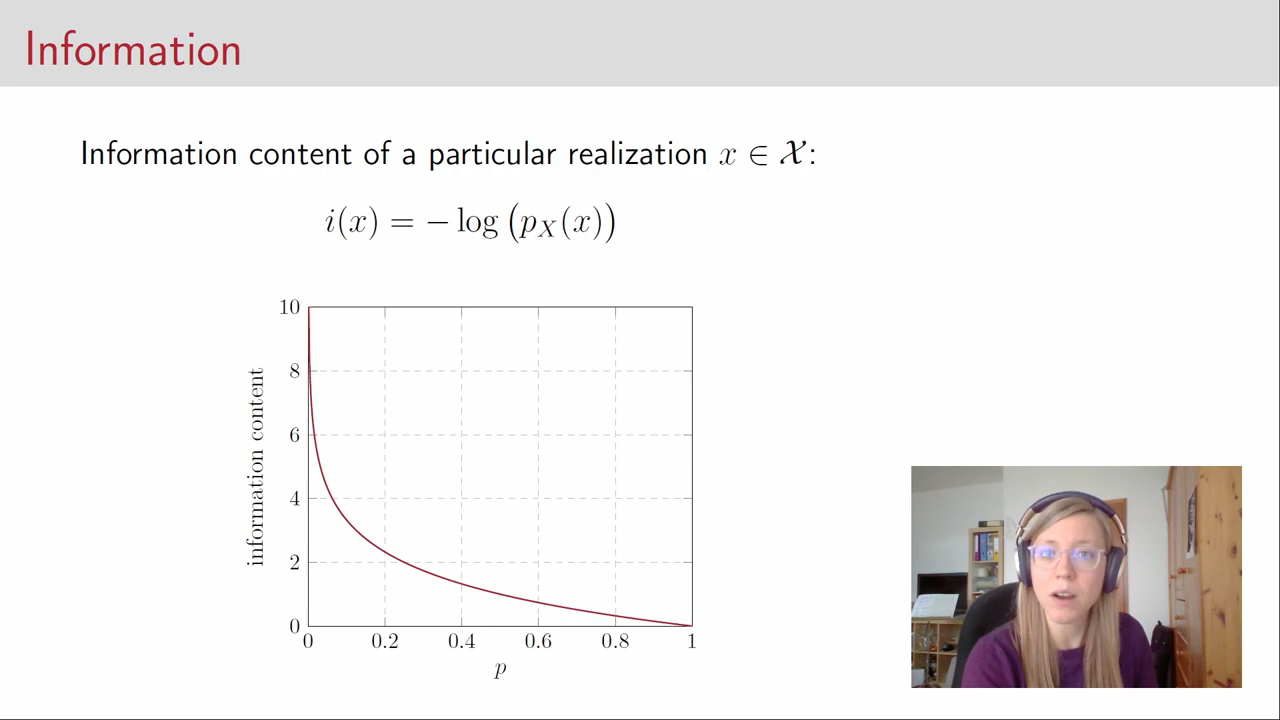 Information
Information content of a particular realization x ∈ 𝒳:
i(x) = − log (p_X(x))
10
8
6
4
2
0
information content
0 0.2 0.4 0.6 0.8 1
p